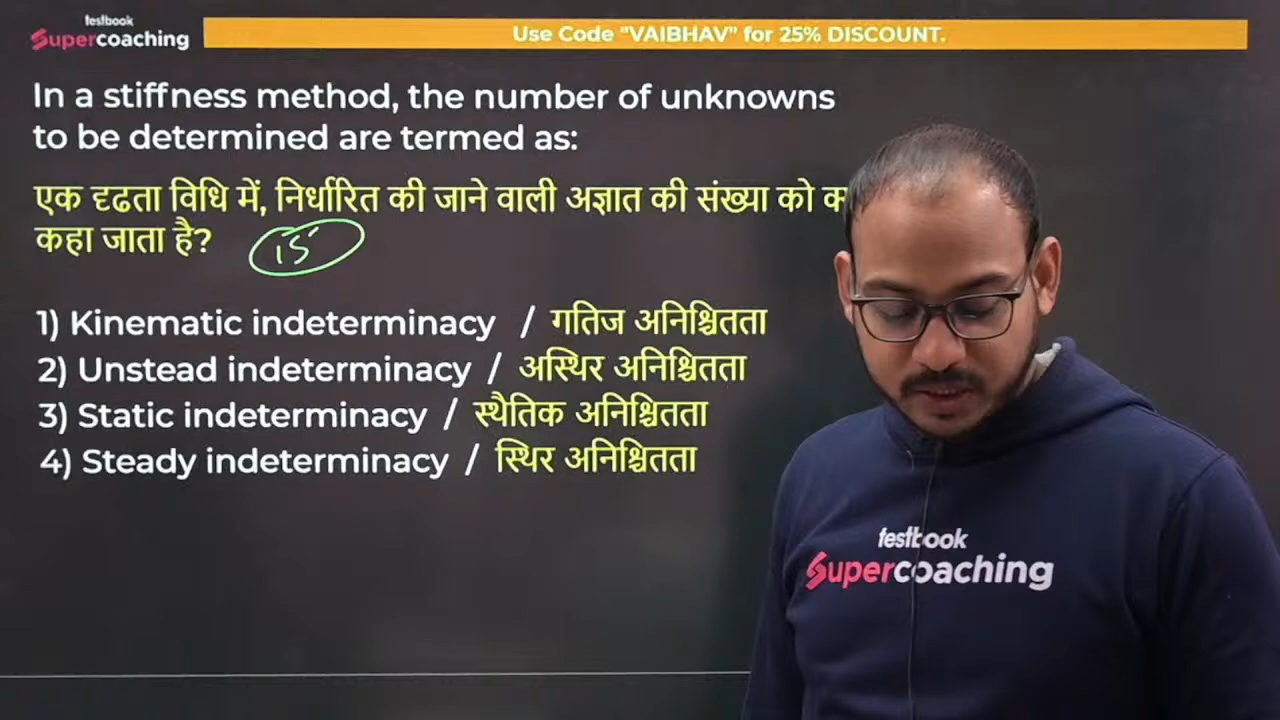 testbook
Supercoaching
Use Code "VAIBHAV" for 25% DISCOUNT.
In a stiffness method, the number of unknowns
to be determined are termed as:
एक दृढता विधि में, निर्धारित की जाने वाली अज्ञात की संख्या को
कहा जाता है?
15
1) Kinematic indeterminacy / गतिज अनिश्चितता
2) Unstead indeterminacy / अस्थिर अनिश्चितता
3) Static indeterminacy / स्थैतिक अनिश्चितता
4) Steady indeterminacy / स्थिर अनिश्चितता
testbook
Supercoaching